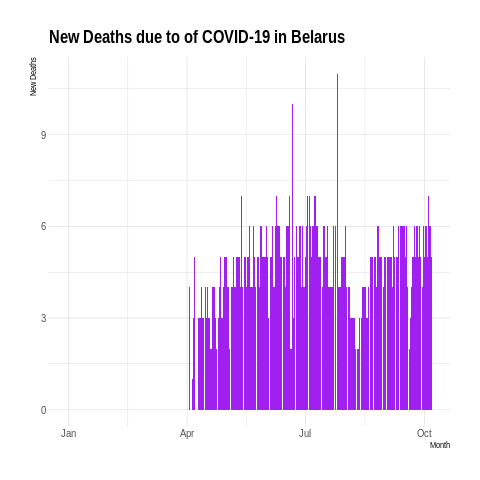 New Deaths due to of COVID-19 in Belarus
New Deaths
9
6
3
0
Jan Apr Jul Oct
Month